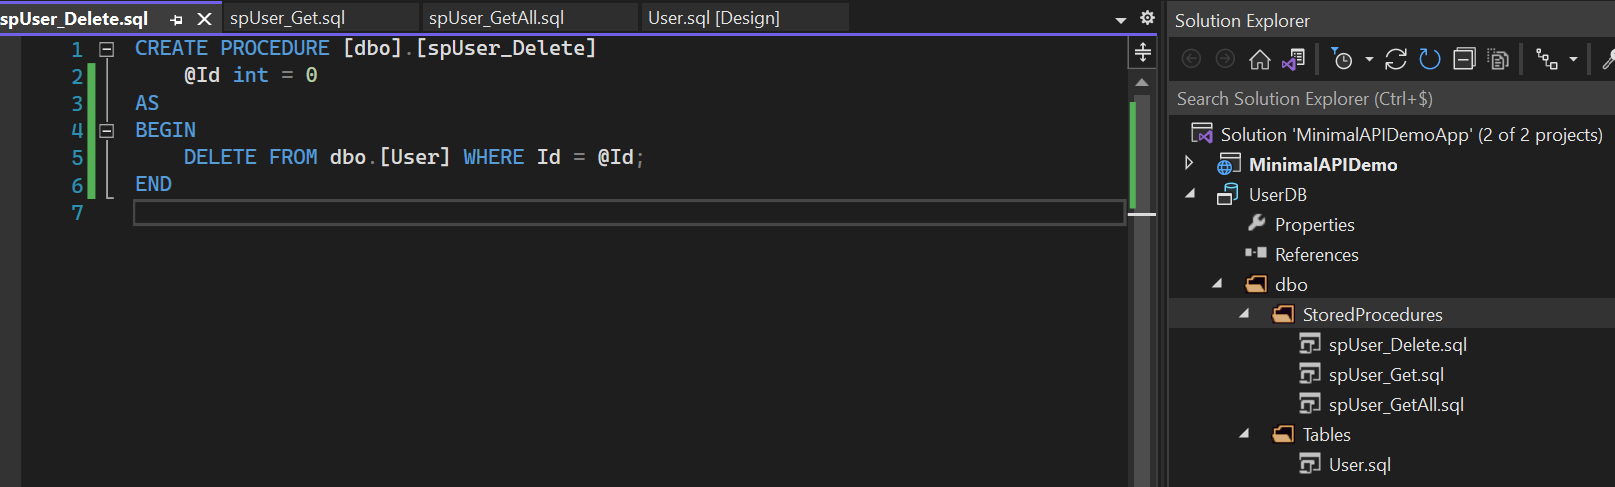 spUser_Delete.sql spUser_Get.sql spUser_GetAll.sql User.sql [Design]
1 CREATE PROCEDURE [dbo].[spUser_Delete]
2 @Id int = 0
3 AS
4 BEGIN
5 DELETE FROM dbo.[User] WHERE Id = @Id;
6 END
7
Solution Explorer
Search Solution Explorer (Ctrl+$)
Solution 'MinimalAPIDemoApp' (2 of 2 projects)
MinimalAPIDemo
UserDB
Properties
References
dbo
StoredProcedures
spUser_Delete.sql
spUser_Get.sql
spUser_GetAll.sql
Tables
User.sql